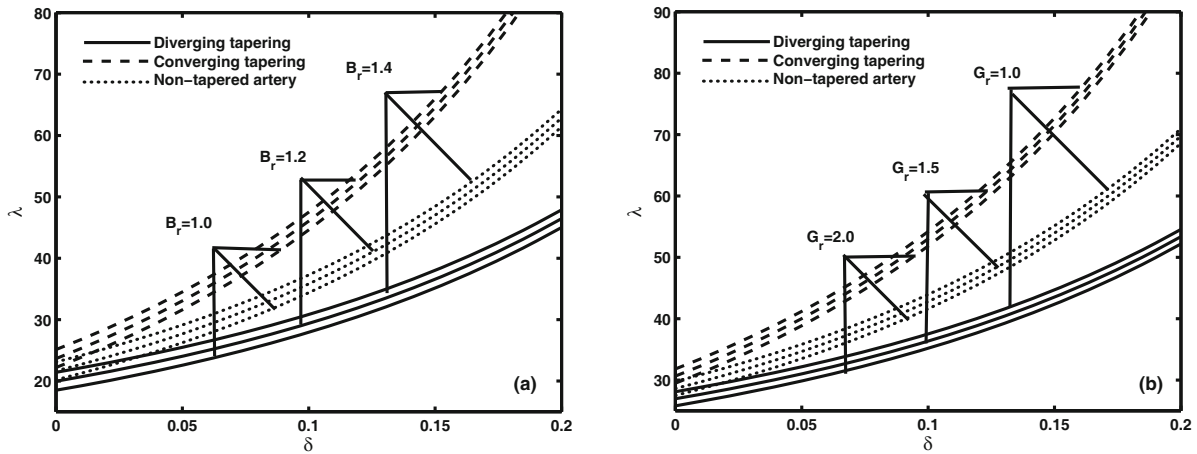 80
70
60
50
40
30
20
λ
0
0.05
0.1
0.15
0.2
δ
Diverging tapering
Converging tapering
Non-tapered artery
B_r=1.4
B_r=1.2
B_r=1.0
(a)
90
80
70
60
50
40
30
λ
0
0.05
0.1
0.15
0.2
δ
Diverging tapering
Converging tapering
Non-tapered artery
G_r=1.0
G_r=1.5
G_r=2.0
(b)